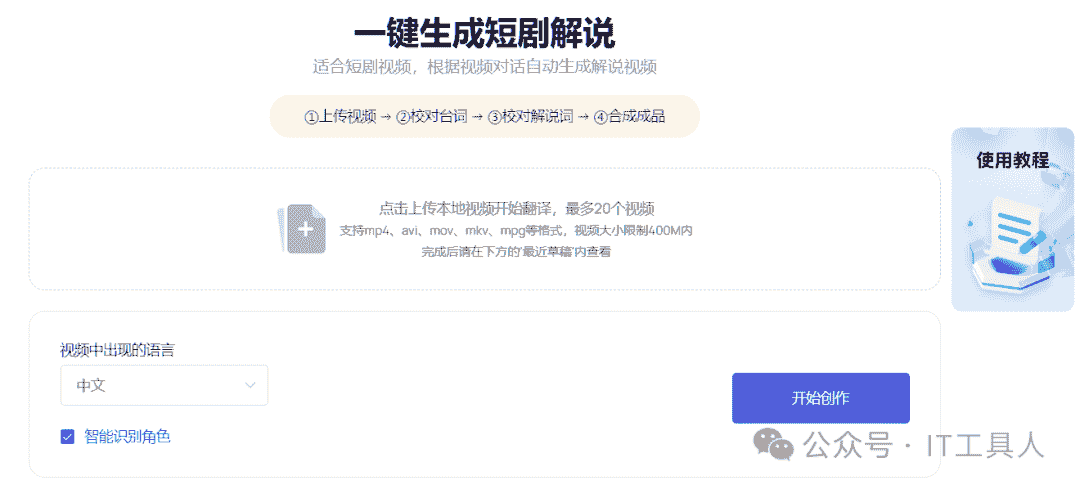 一键生成短剧解说
适合短剧视频，根据视频对话自动生成解说视频
①上传视频 → ②校对台词 → ③校对解说词 → ④合成成品
使用教程
点击上传本地视频开始翻译，最多20个视频
支持mp4、avi、mov、mkv、mpg等格式，视频大小限制400M内
完成后请在下方的'最近草稿'内查看
视频中出现的语言
中文
开始创作
智能识别角色
公众号 · IT工具人